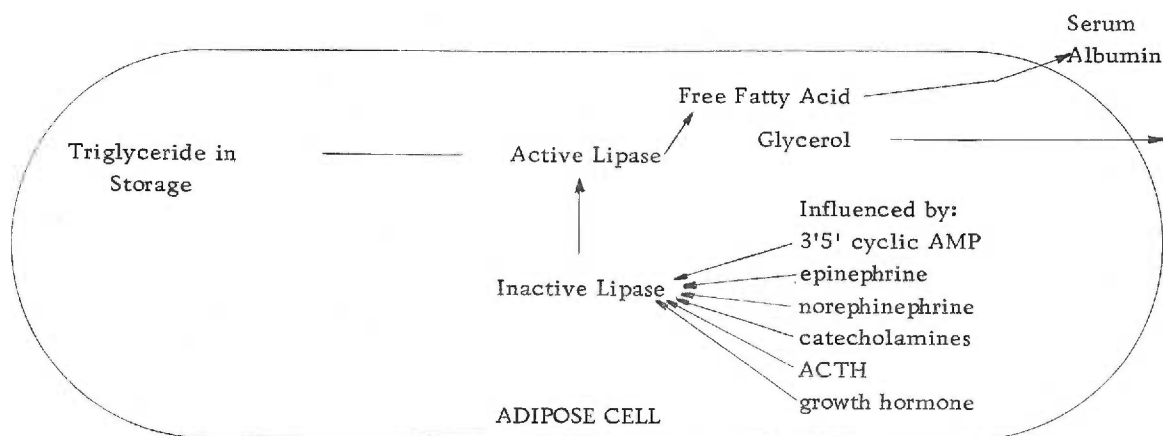 Serum
Albumin
Free Fatty Acid
Glycerol
Triglyceride in
Storage
Active Lipase
Influenced by:
3'5' cyclic AMP
Inactive Lipase
epinephrine
norephinephrine
catecholamines
ACTH
growth hormone
ADIPOSE CELL